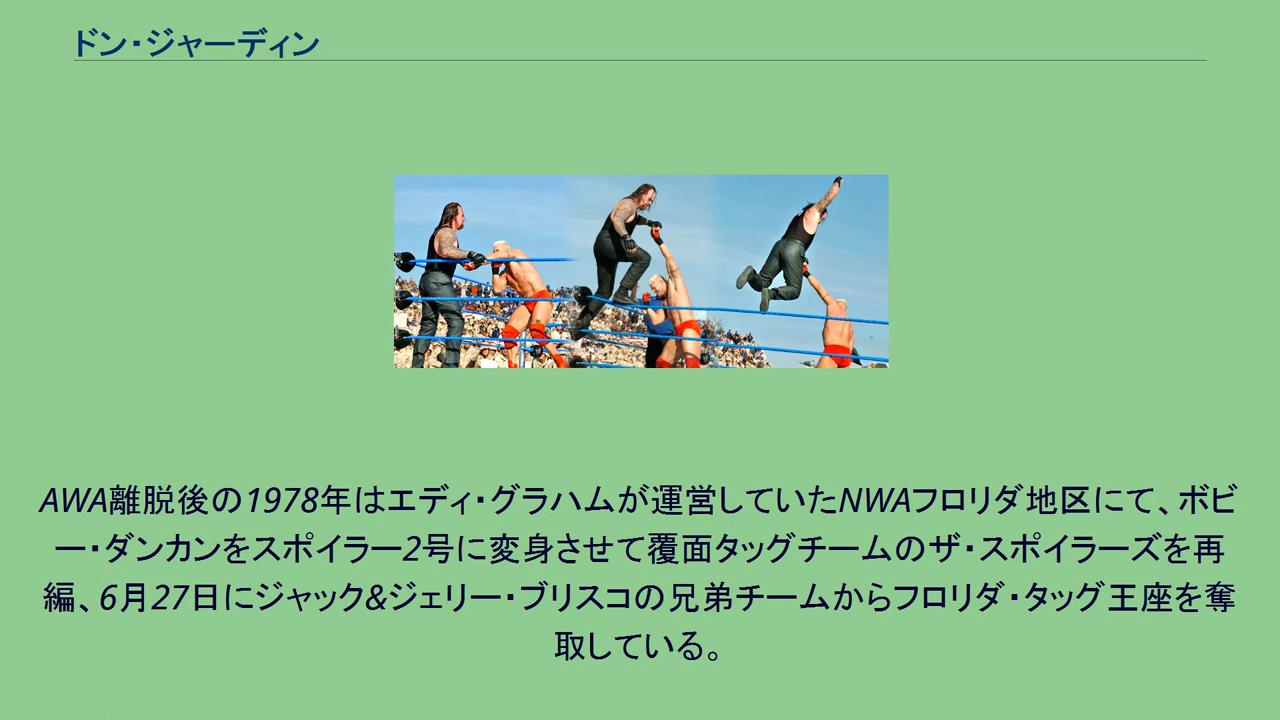 ドン・ジャーディン
AWA離脱後の1978年はエディ・グラハムが運営していたNWAフロリダ地区にて、ボビ
ー・ダンカンをスポイラー2号に変身させて覆面タッグチームのザ・スポイラーズを再
編、6月27日にジャック&ジェリー・ブリスコの兄弟チームからフロリダ・タッグ王座を奪
取している。